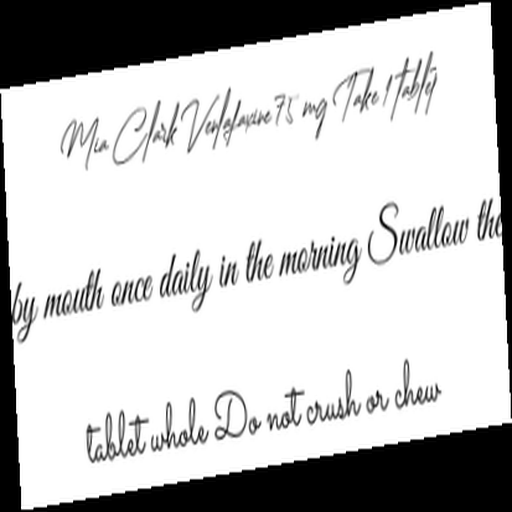 Mia Clark Venlafaxine 75 mg Take 1 tablet
by mouth once daily in the morning Swallow the
tablet whole Do not crush or chew